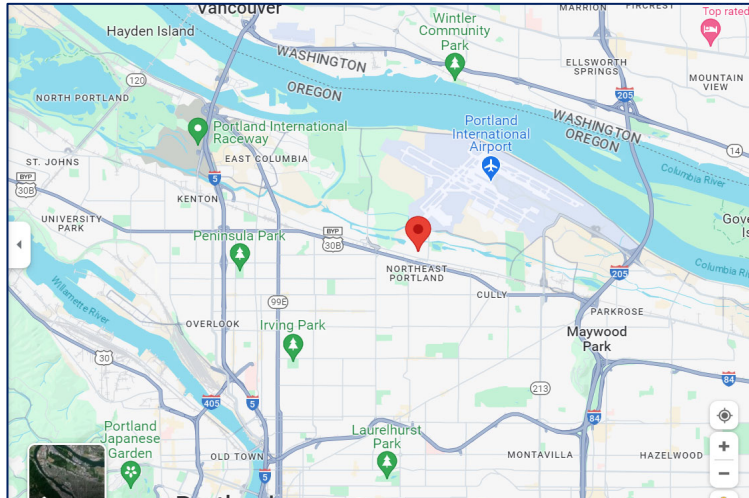 Vancouver
MARRION
FIRCREST
Top rated
Hayden Island
Wintler
Community
Park
WASHINGTON
OREGON
ELLSWORTH
SPRINGS
MOUNTAIN
VIEW
120
205
NORTH PORTLAND
Portland International
Raceway
Portland
International
Airport
WASHINGTON
OREGON
14
ST. JOHNS
EAST COLUMBIA
Columbia River
BYP
30B
5
KENTON
UNIVERSITY
PARK
Peninsula Park
BYP
30B
NORTHEAST
PORTLAND
205
Columbia Ri
Willamette River
99E
CULLY
PARKROSE
OVERLOOK
Irving Park
Maywood
Park
30
84
213
405
5
84
Portland
Japanese
Garden
Laurelhurst
Park
OLD TOWN
5
MONTAVILLA
HAZELWOOD